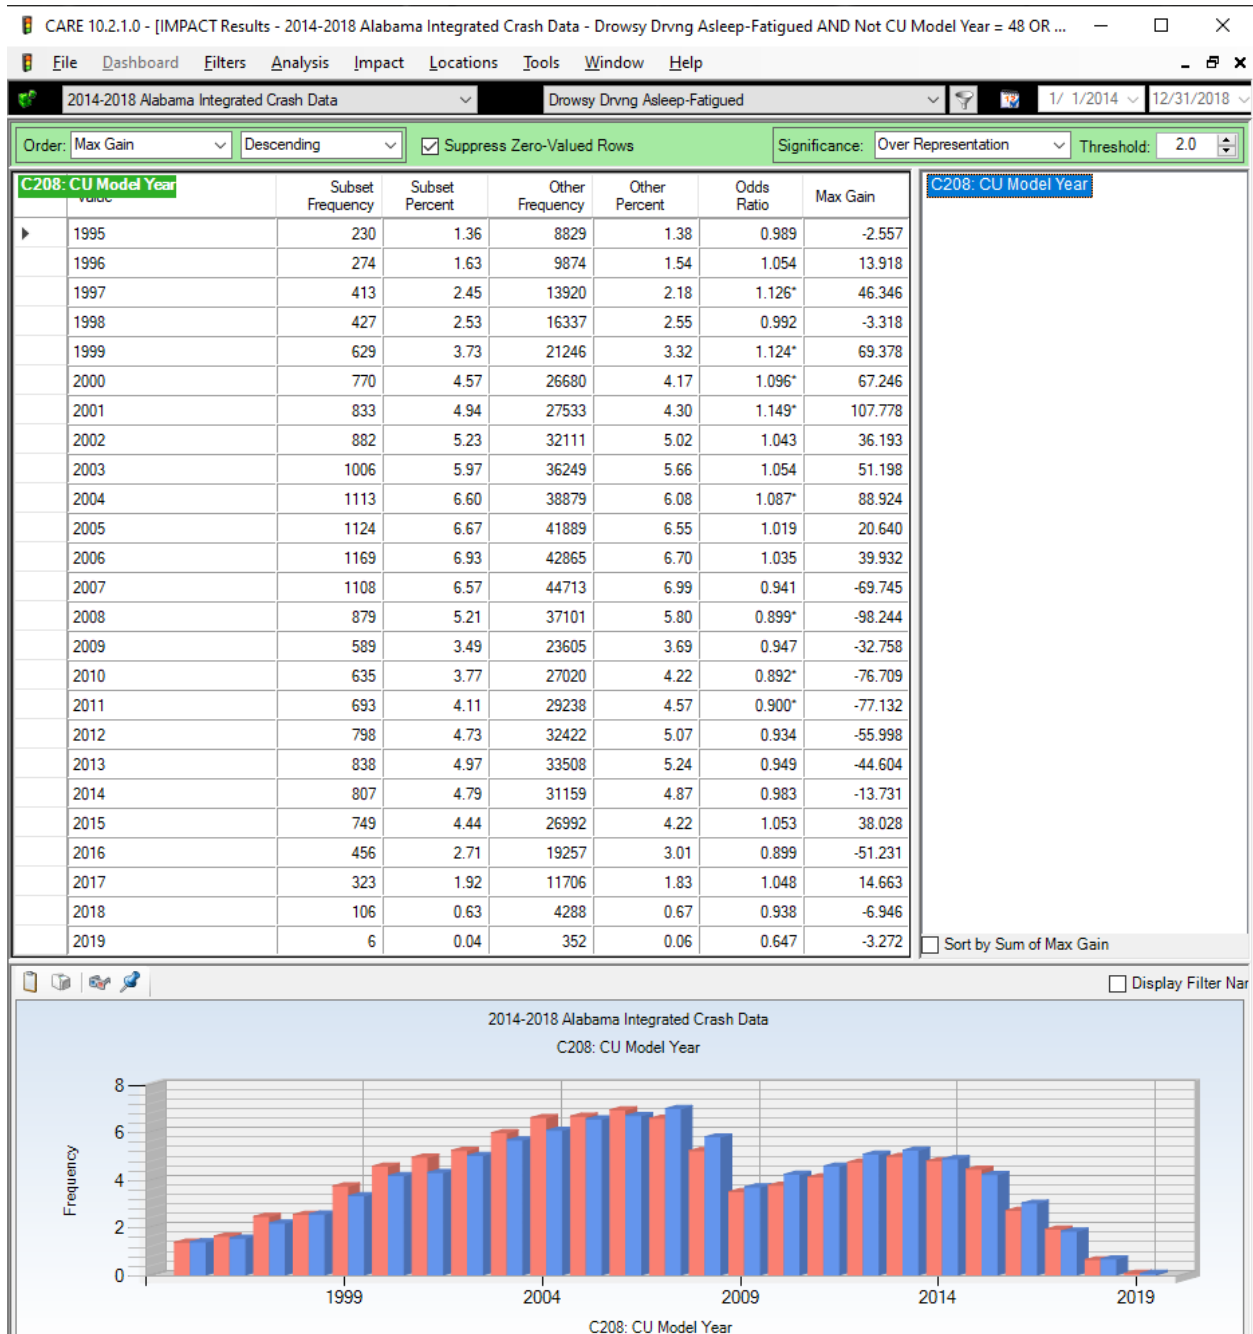 CARE 10.2.1.0 - [IMPACT Results - 2014-2018 Alabama Integrated Crash Data - Drowsy Drvng Asleep-Fatigued AND Not CU Model Year = 48 OR ...
File Dashboard Filters Analysis Impact Locations Tools Window Help
2014-2018 Alabama Integrated Crash Data Drowsy Drvng Asleep-Fatigued 1/ 1/2014 12/31/2018
Order: Max Gain Descending Suppress Zero-Valued Rows Significance: Over Representation Threshold: 2.0
C208: CU Model Year Subset Frequency Subset Percent Other Frequency Other Percent Odds Ratio Max Gain C208: CU Model Year
1995 230 1.36 8829 1.38 0.989 -2.557
1996 274 1.63 9874 1.54 1.054 13.918
1997 413 2.45 13920 2.18 1.126* 46.346
1998 427 2.53 16337 2.55 0.992 -3.318
1999 629 3.73 21246 3.32 1.124* 69.378
2000 770 4.57 26680 4.17 1.096* 67.246
2001 833 4.94 27533 4.30 1.149* 107.778
2002 882 5.23 32111 5.02 1.043 36.193
2003 1006 5.97 36249 5.66 1.054 51.198
2004 1113 6.60 38879 6.08 1.087* 88.924
2005 1124 6.67 41889 6.55 1.019 20.640
2006 1169 6.93 42865 6.70 1.035 39.932
2007 1108 6.57 44713 6.99 0.941 -69.745
2008 879 5.21 37101 5.80 0.899* -98.244
2009 589 3.49 23605 3.69 0.947 -32.758
2010 635 3.77 27020 4.22 0.892* -76.709
2011 693 4.11 29238 4.57 0.900* -77.132
2012 798 4.73 32422 5.07 0.934 -55.998
2013 838 4.97 33508 5.24 0.949 -44.604
2014 807 4.79 31159 4.87 0.983 -13.731
2015 749 4.44 26992 4.22 1.053 38.028
2016 456 2.71 19257 3.01 0.899 -51.231
2017 323 1.92 11706 1.83 1.048 14.663
2018 106 0.63 4288 0.67 0.938 -6.946
2019 6 0.04 352 0.06 0.647 -3.272
Sort by Sum of Max Gain
Display Filter Nar
2014-2018 Alabama Integrated Crash Data
C208: CU Model Year
8
6
4
2
0
Frequency
1999 2004 2009 2014 2019
C208: CU Model Year